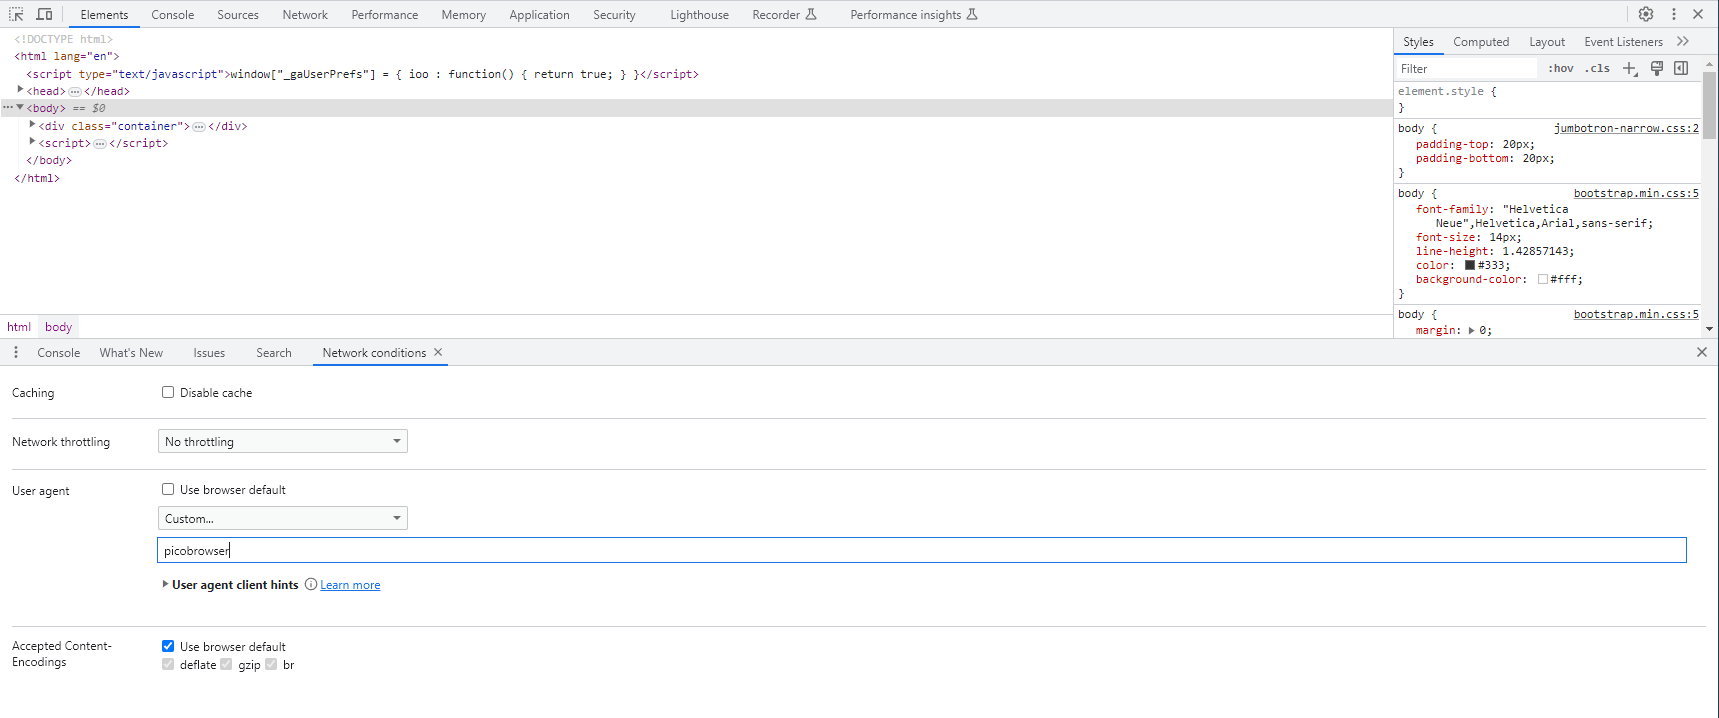 Elements Console Sources Network Performance Memory Application Security Lighthouse Recorder Performance insights
<!DOCTYPE html>
<html lang="en">
<script type="text/javascript">window["_gaUserPrefs"] = { ioo : function() { return true; } }</script>
<head>…</head>
… <body> == $0
<div class="container">…</div>
<script>…</script>
</body>
</html>
html body
Styles Computed Layout Event Listeners
Filter :hov .cls
element.style {
}
body { jumbotron-narrow.css:2
padding-top: 20px;
padding-bottom: 20px;
}
body { bootstrap.min.css:5
font-family: "Helvetica
Neue",Helvetica,Arial,sans-serif;
font-size: 14px;
line-height: 1.42857143;
color: #333;
background-color: #fff;
}
body { bootstrap.min.css:5
margin: 0;
Console What's New Issues Search Network conditions
Caching Disable cache
Network throttling No throttling
User agent Use browser default
Custom...
picobrowser
User agent client hints Learn more
Accepted Content- Use browser default
Encodings deflate gzip br